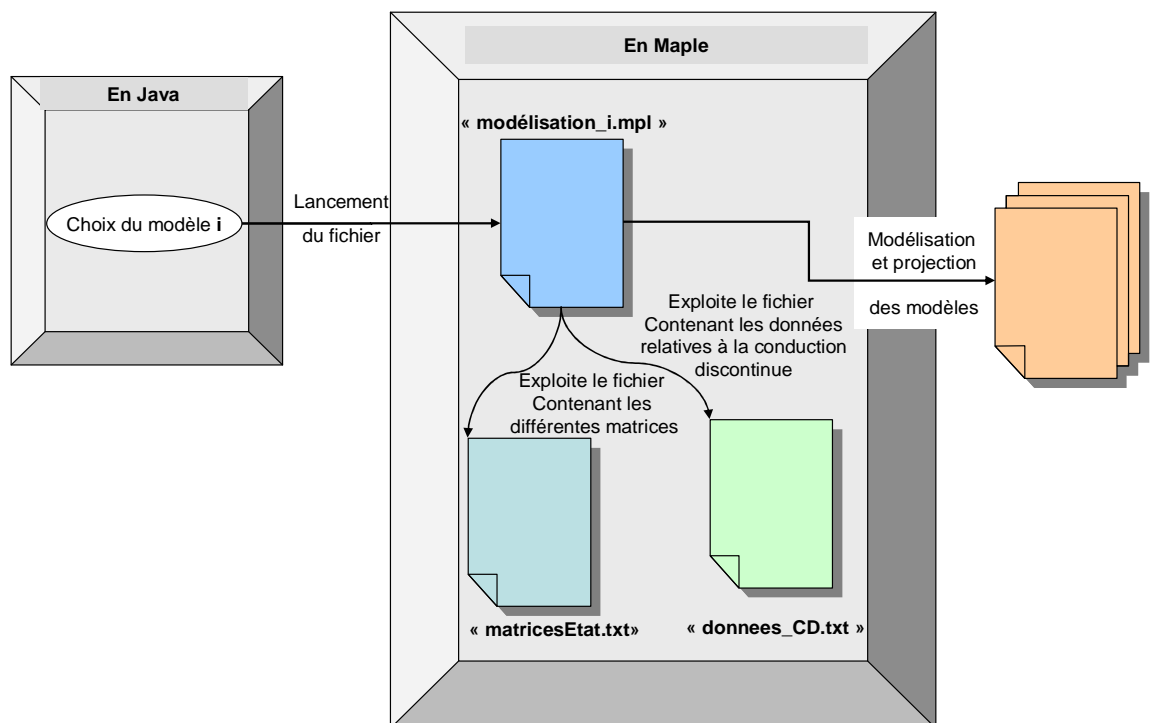 En Maple
En Java
« modélisation_i.mpl »
Choix du modèle i
Lancement
du fichier
Modélisation
et projection
des modèles
Exploite le fichier
Contenant les données
relatives à la conduction
discontinue
Exploite le fichier
Contenant les
différentes matrices
« matricesEtat.txt»
« donnees_CD.txt »